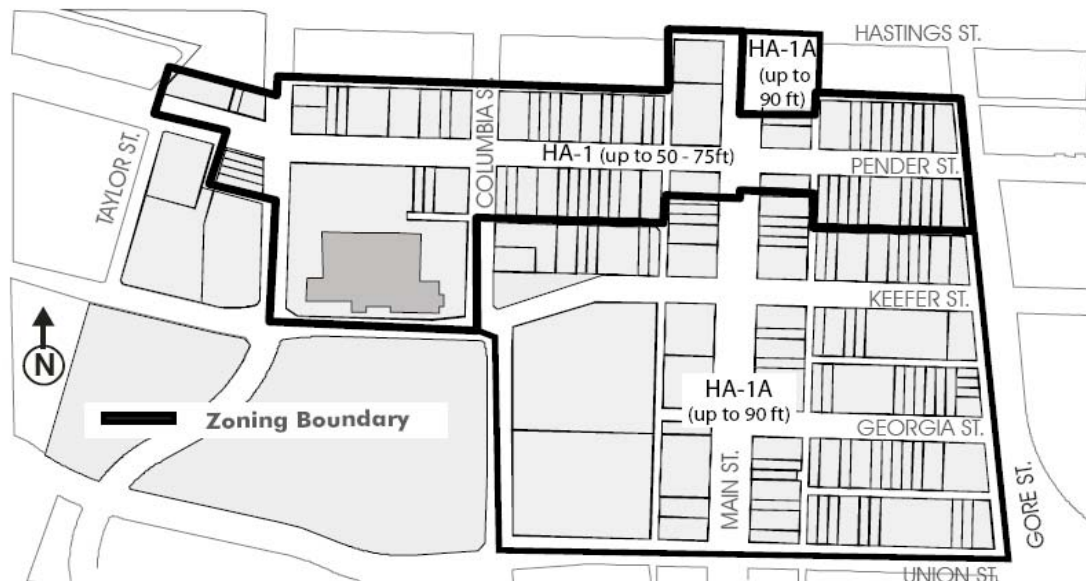 HASTINGS ST.
HA-1A
(up to
90 ft)
COLUMBIA ST.
TAYLOR ST.
HA-1 (up to 50 - 75ft)
PENDER ST.
KEEFER ST.
N
HA-1A
(up to 90 ft)
Zoning Boundary
GEORGIA ST.
MAIN ST.
GORE ST.
UNION ST.